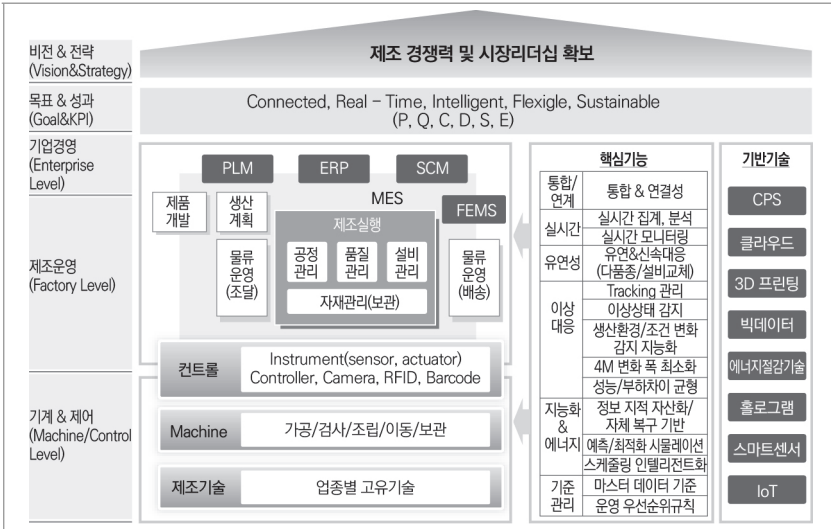 비전 & 전략
(Vision&Strategy)
제조 경쟁력 및 시장리더십 확보
목표 & 성과
(Goal&KPI)
Connected, Real – Time, Intelligent, Flexigle, Sustainable
(P, Q, C, D, S, E)
기업경영
(Enterprise
Level)
제조운영
(Factory Level)
기계 & 제어
(Machine/Control
Level)
PLM
ERP
SCM
MES
FEMS
제품
개발
생산
계획
물류
운영
(조달)
제조실행
공정
관리
품질
관리
설비
관리
자재관리(보관)
물류
운영
(배송)
컨트롤
Instrument(sensor, actuator)
Controller, Camera, RFID, Barcode
Machine
가공/검사/조립/이동/보관
제조기술
업종별 고유기술
핵심기능
통합/
연계
통합 & 연결성
실시간
실시간 집계, 분석
실시간 모니터링
유연성
유연&신속대응
(다품종/설비교체)
이상
대응
Tracking 관리
이상상태 감지
생산환경/조건 변화
감지 지능화
4M 변화 폭 최소화
성능/부하차이 균형
지능화
&
에너지
정보 지적 자산화/
자체 복구 기반
예측/최적화 시물레이션
스케줄링 인텔리전트화
기준
관리
마스터 데이터 기준
운영 우선순위규칙
기반기술
CPS
클라우드
3D 프린팅
빅데이터
에너지절감기술
홀로그램
스마트센서
IoT